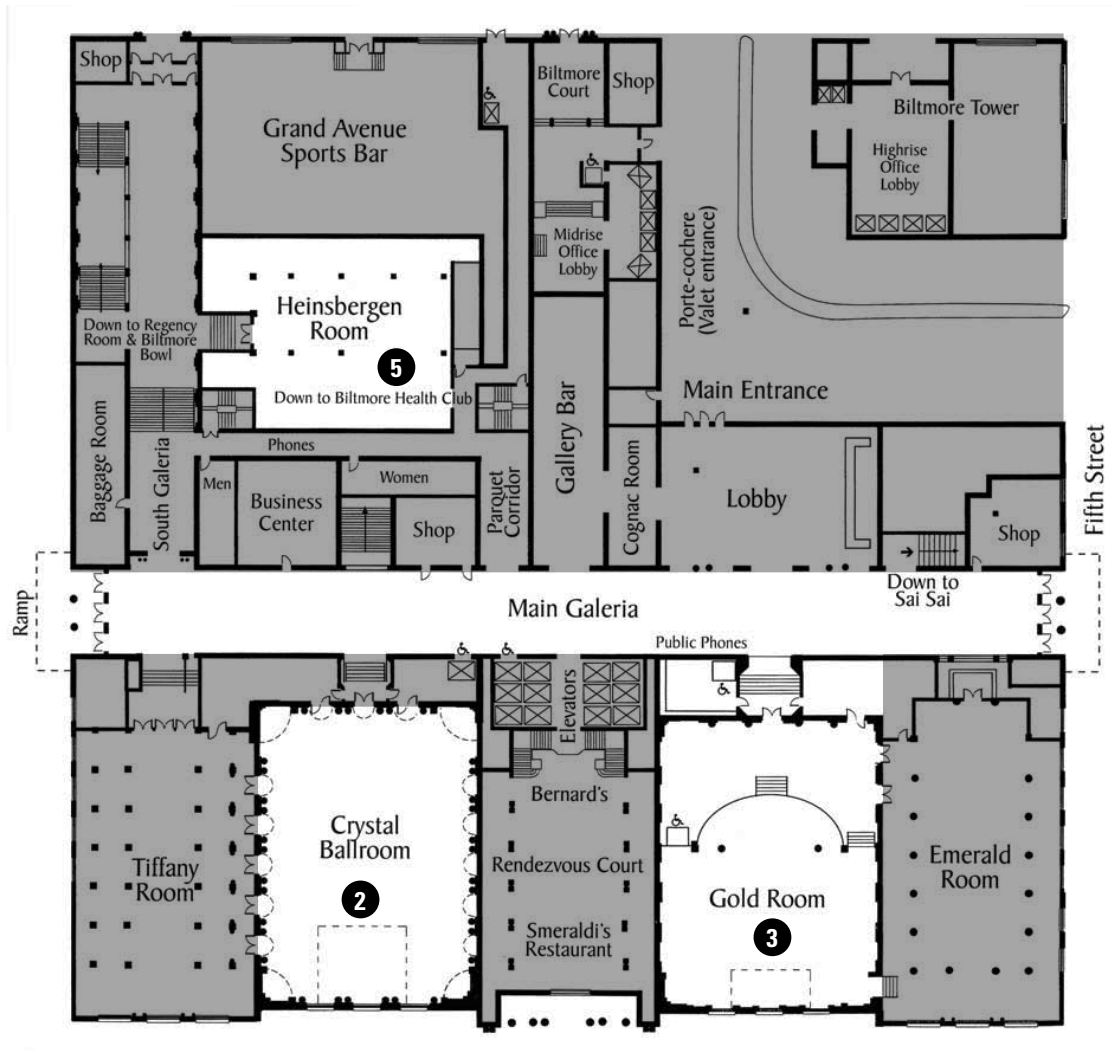 Shop
Grand Avenue
Sports Bar
Biltmore
Court
Shop
Biltmore Tower
Highrise
Office
Lobby
Midrise
Office
Lobby
Porte-cochere
(Valet entrance)
Heinsbergen
Room
5
Down to Regency
Room & Biltmore
Bowl
Down to Biltmore Health Club
Main Entrance
Baggage Room
South Galeria
Phones
Men
Women
Business
Center
Shop
Parquet
Corridor
Gallery Bar
Cognac Room
Lobby
Shop
Fifth Street
Down to
Sai Sai
Ramp
Main Galeria
Public Phones
Elevators
Tiffany
Room
Crystal
Ballroom
2
Bernard's
Rendezvous Court
Smeraldi's
Restaurant
Gold Room
3
Emerald
Room